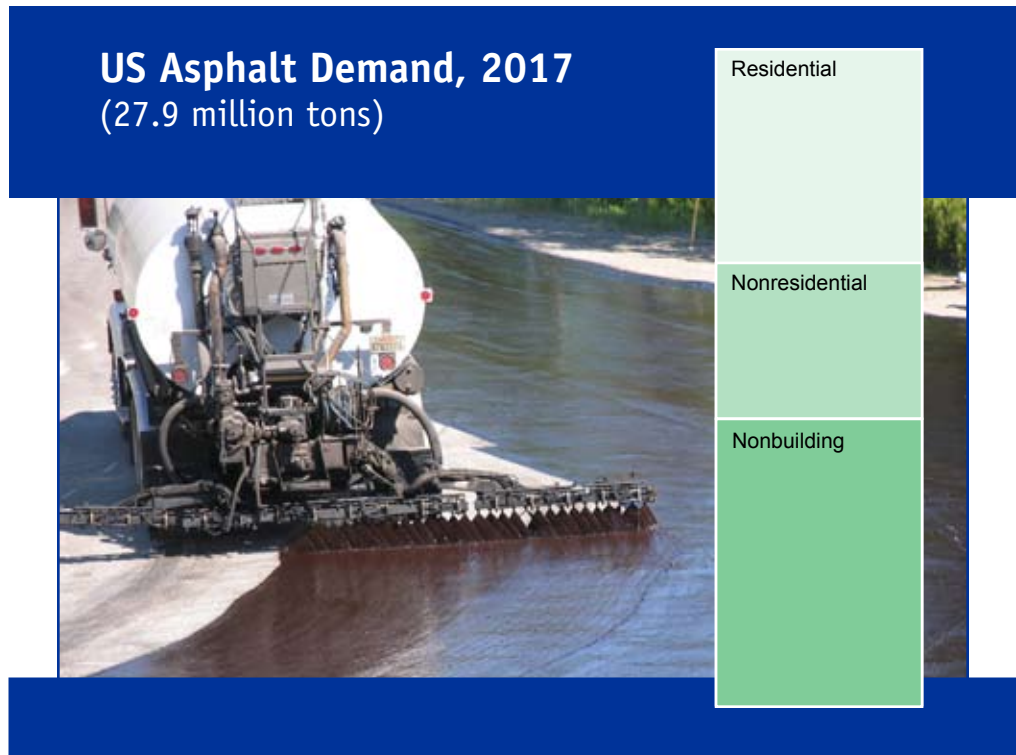 US Asphalt Demand, 2017
(27.9 million tons)
Residential
Nonresidential
Nonbuilding